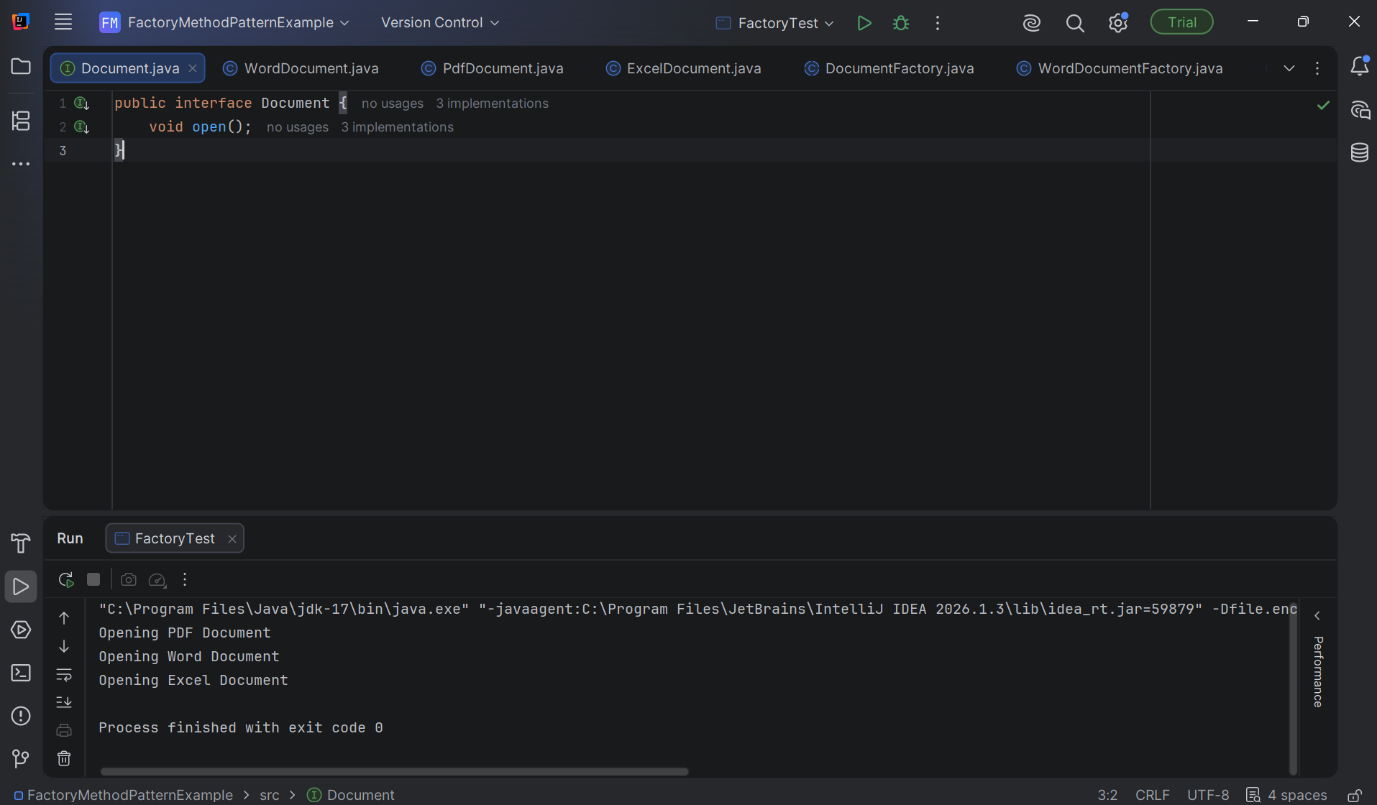 FM FactoryMethodPatternExample Version Control FactoryTest Trial
Document.java WordDocument.java PdfDocument.java ExcelDocument.java DocumentFactory.java WordDocumentFactory.java
1 public interface Document { no usages 3 implementations
2 void open(); no usages 3 implementations
3 }
Run FactoryTest
"C:\Program Files\Java\jdk-17\bin\java.exe" "-javaagent:C:\Program Files\JetBrains\IntelliJ IDEA 2026.1.3\lib\idea_rt.jar=59879" -Dfile.enc
Opening PDF Document
Opening Word Document
Opening Excel Document
Process finished with exit code 0
Performance
FactoryMethodPatternExample > src > Document 3:2 CRLF UTF-8 4 spaces